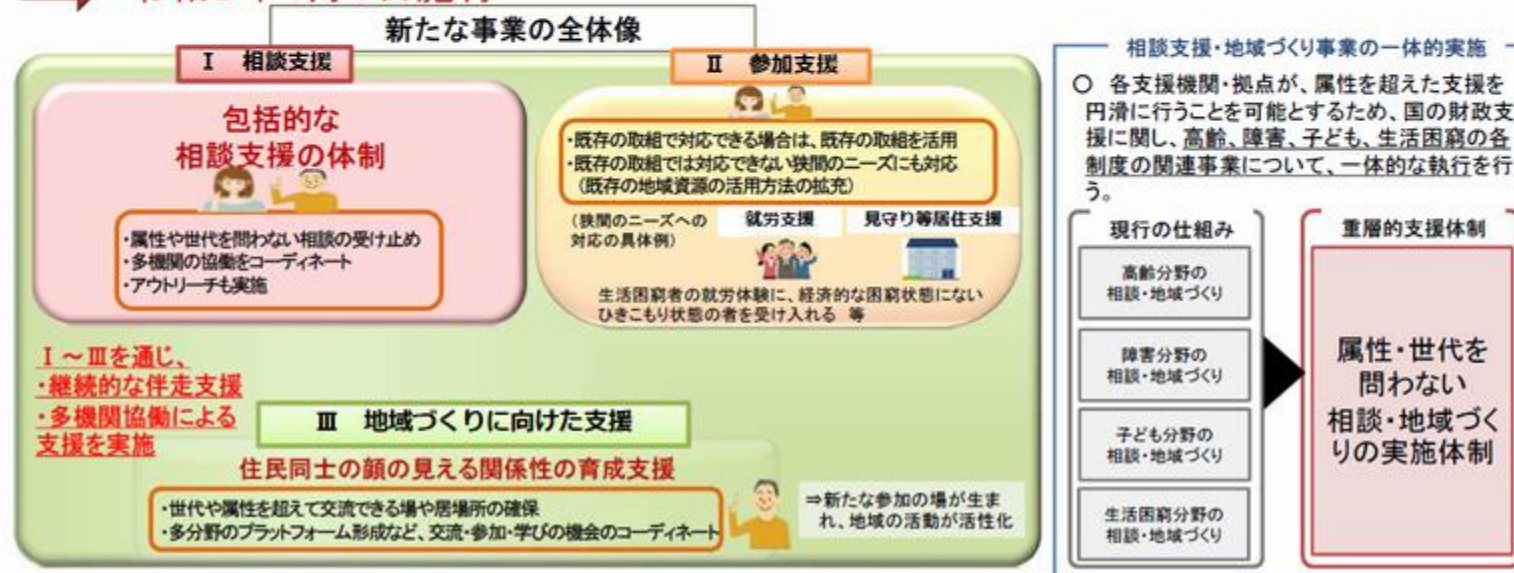 新たな事業の全体像
Ⅰ 相談支援
包括的な
相談支援の体制
・属性や世代を問わない相談の受け止め
・多機関の協働をコーディネート
・アウトリーチも実施
Ⅱ 参加支援
・既存の取組で対応できる場合は、既存の取組を活用
・既存の取組では対応できない狭間のニーズにも対応
（既存の地域資源の活用方法の拡充）
（狭間のニーズへの
対応の具体例）
就労支援
見守り等居住支援
生活困窮者の就労体験に、経済的な困窮状態にない
ひきこもり状態の者を受け入れる 等
Ⅰ～Ⅲを通じ、
・継続的な伴走支援
・多機関協働による
支援を実施
Ⅲ 地域づくりに向けた支援
住民同士の顔の見える関係性の育成支援
・世代や属性を超えて交流できる場や居場所の確保
・多分野のプラットフォーム形成など、交流・参加・学びの機会のコーディネート
⇒新たな参加の場が生ま
れ、地域の活動が活性化
相談支援・地域づくり事業の一体的実施
○ 各支援機関・拠点が、属性を超えた支援を
円滑に行うことを可能とするため、国の財政支
援に関し、高齢、障害、子ども、生活困窮の各
制度の関連事業について、一体的な執行を行
う。
現行の仕組み
高齢分野の
相談・地域づくり
障害分野の
相談・地域づくり
子ども分野の
相談・地域づくり
生活困窮分野の
相談・地域づくり
重層的支援体制
属性・世代を
問わない
相談・地域づく
りの実施体制